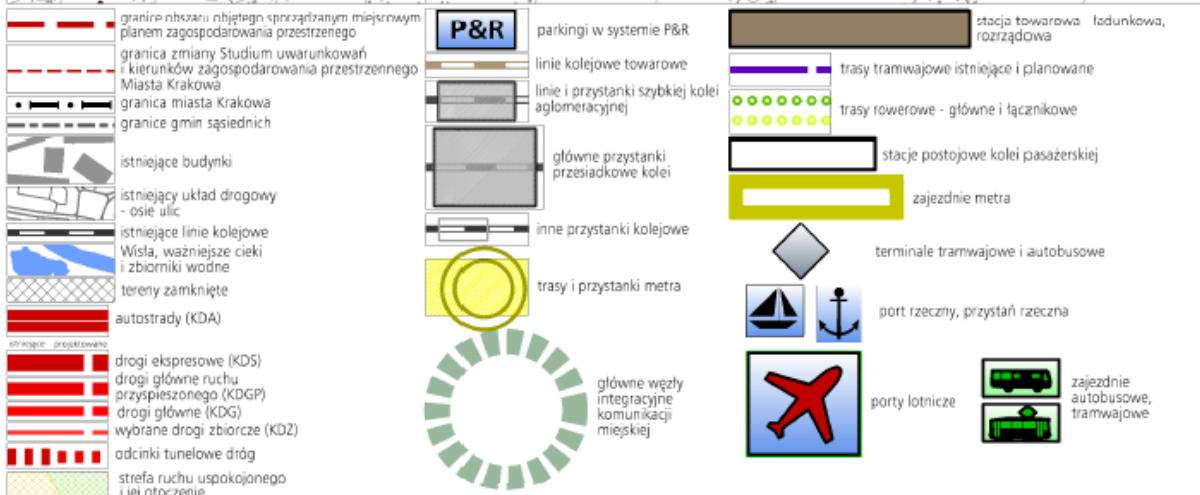 granice obszaru objętego sporządzanym miejscowym
planem zagospodarowania przestrzenego
granica zmiany Studium uwarunkowań
i kierunków zagospodarowania przestrzennego
Miasta Krakowa
granica miasta Krakowa
granice gmin sąsiednich
istniejące budynki
istniejący układ drogowy
- osie ulic
istniejące linie kolejowe
Wisła, ważniejsze cieki
i zbiorniki wodne
tereny zamknięte
autostrady (KDA)
istniejące projektowane
drogi ekspresowe (KDS)
drogi główne ruchu
przyspieszonego (KDGP)
drogi główne (KDG)
wybrane drogi zbiorcze (KDZ)
odcinki tunelowe dróg
strefa ruchu uspokojonego
i jej otoczenie
P&R
parkingi w systemie P&R
linie kolejowe towarowe
linie i przystanki szybkiej kolei
aglomeracyjnej
główne przystanki
przesiadkowe kolei
inne przystanki kolejowe
trasy i przystanki metra
główne węzły
integracyjne
komunikacji
miejskiej
stacja towarowa ładunkowa,
rozrządowa
trasy tramwajowe istniejące i planowane
trasy rowerowe - główne i łącznikowe
stacje postojowe kolei pasażerskiej
zajezdnie metra
terminale tramwajowe i autobusowe
port rzeczny, przystań rzeczna
porty lotnicze
zajezdnie
autobusowe,
tramwajowe